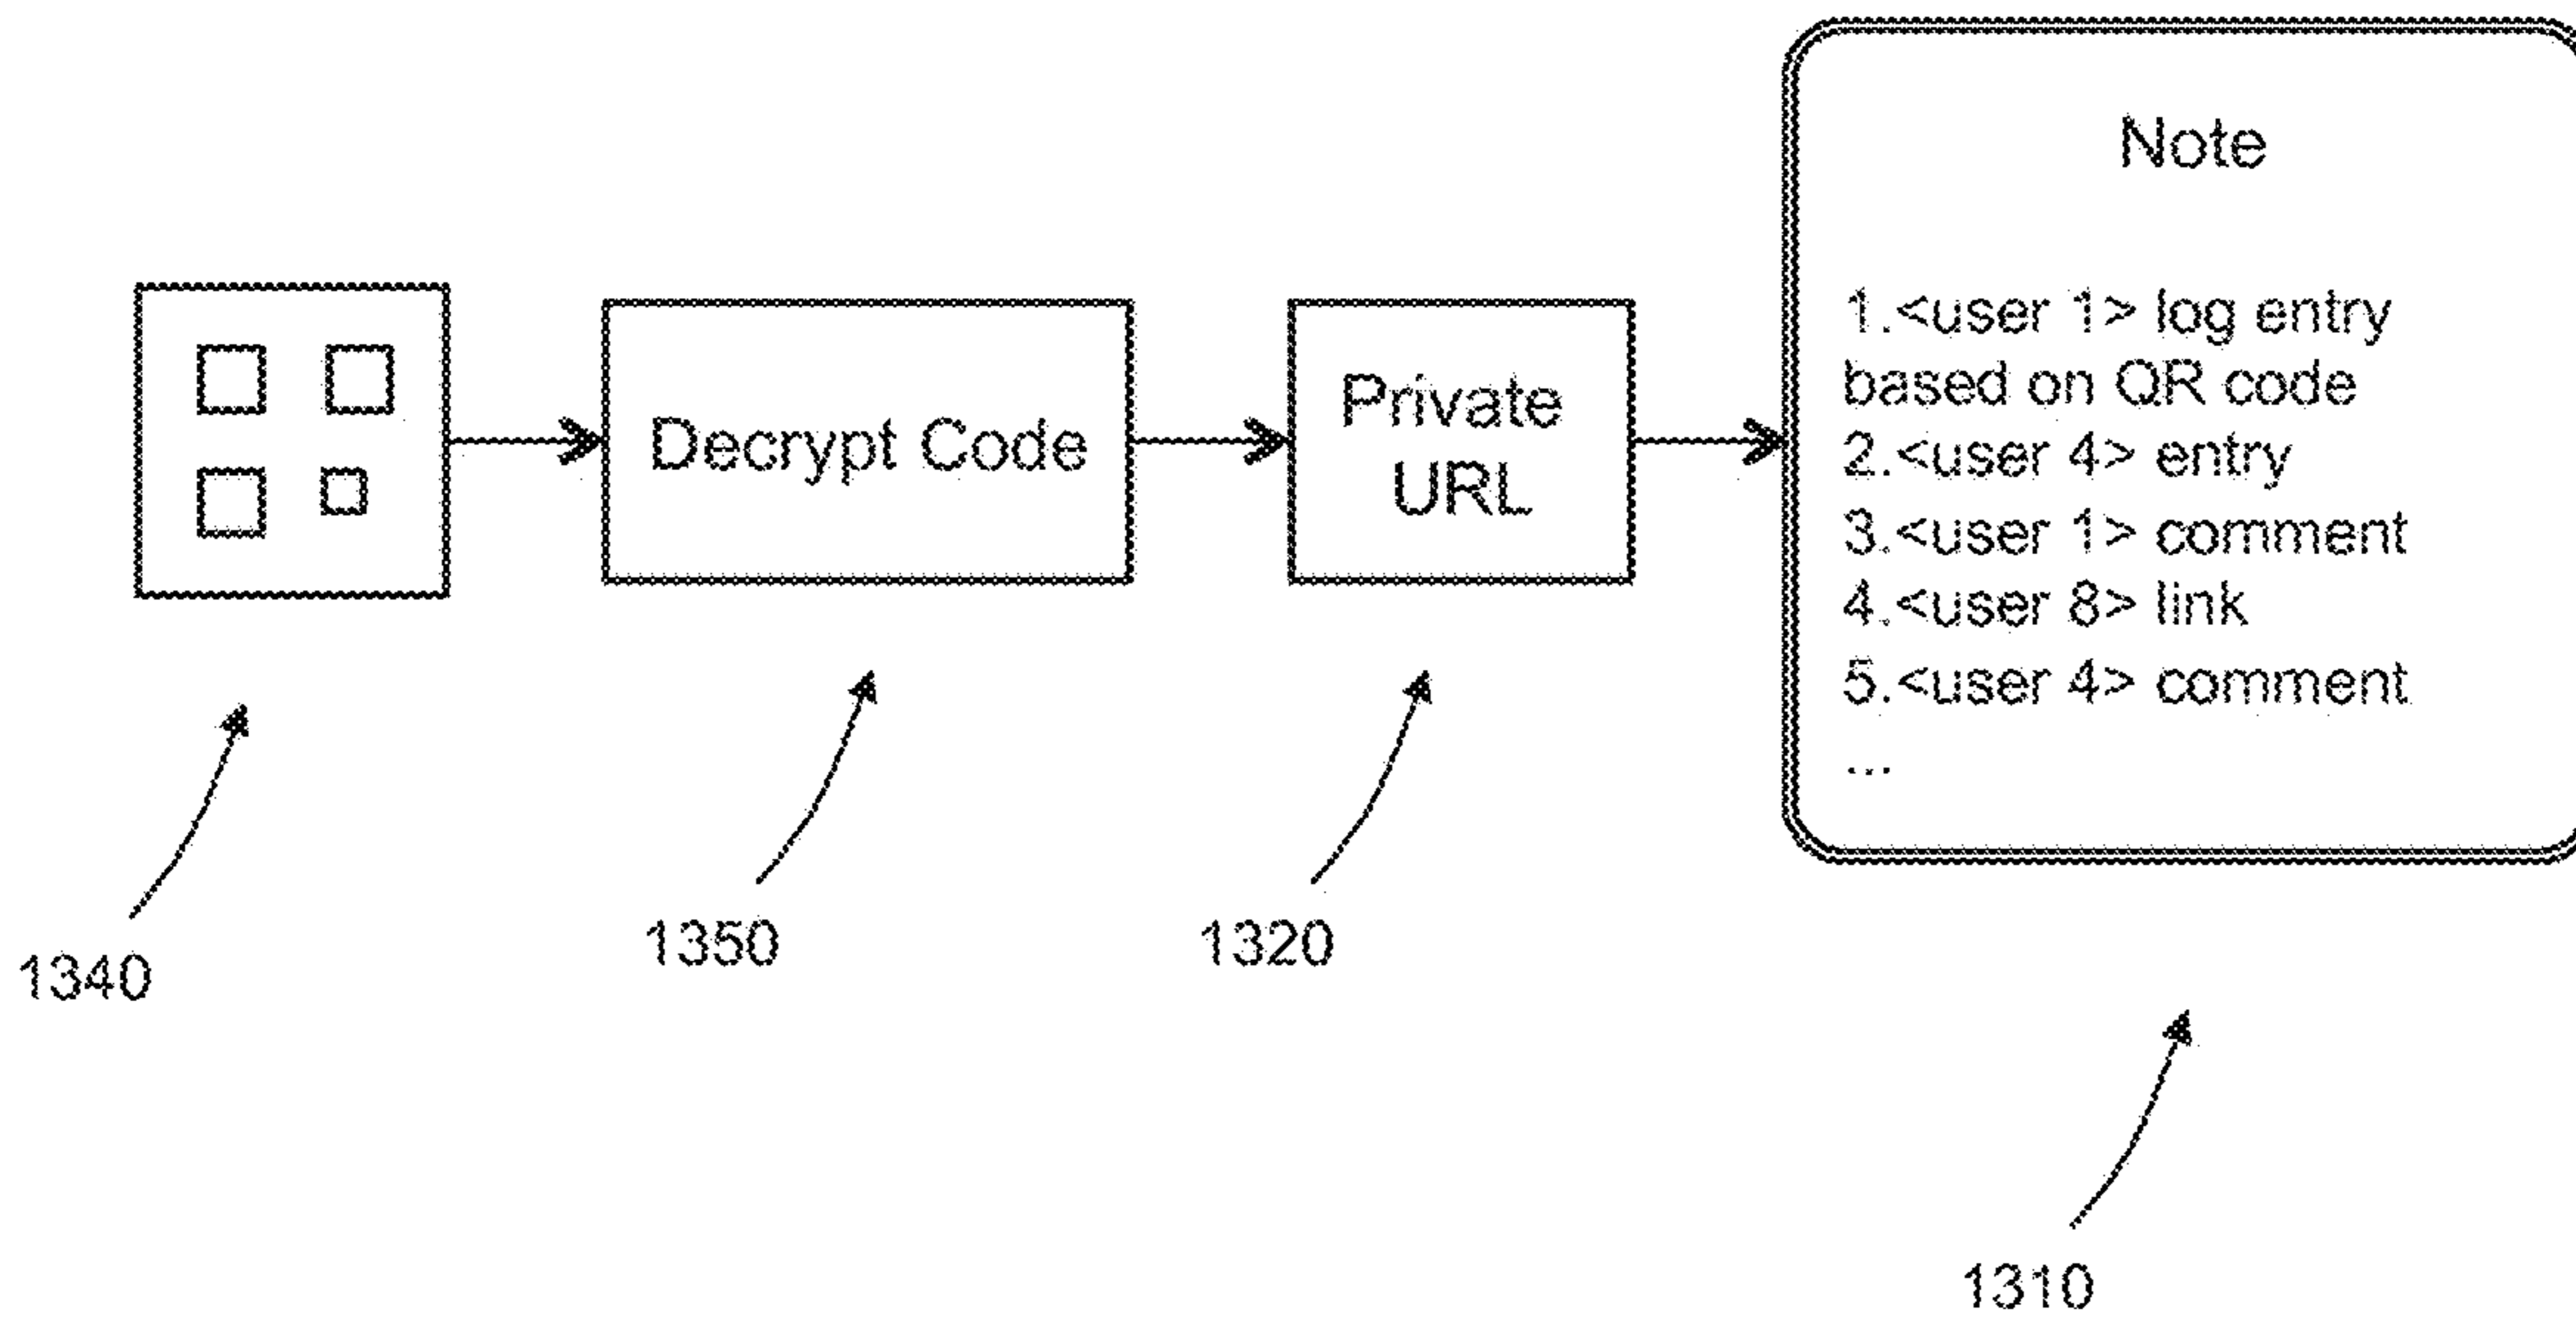 Note
1.<user 1> log entry
based on QR code
2.<user 4> entry
3.<user 1> comment
4.<user 8> link
5.<user 4> comment
...
Decrypt Code
Private
URL
1340
1350
1320
1310